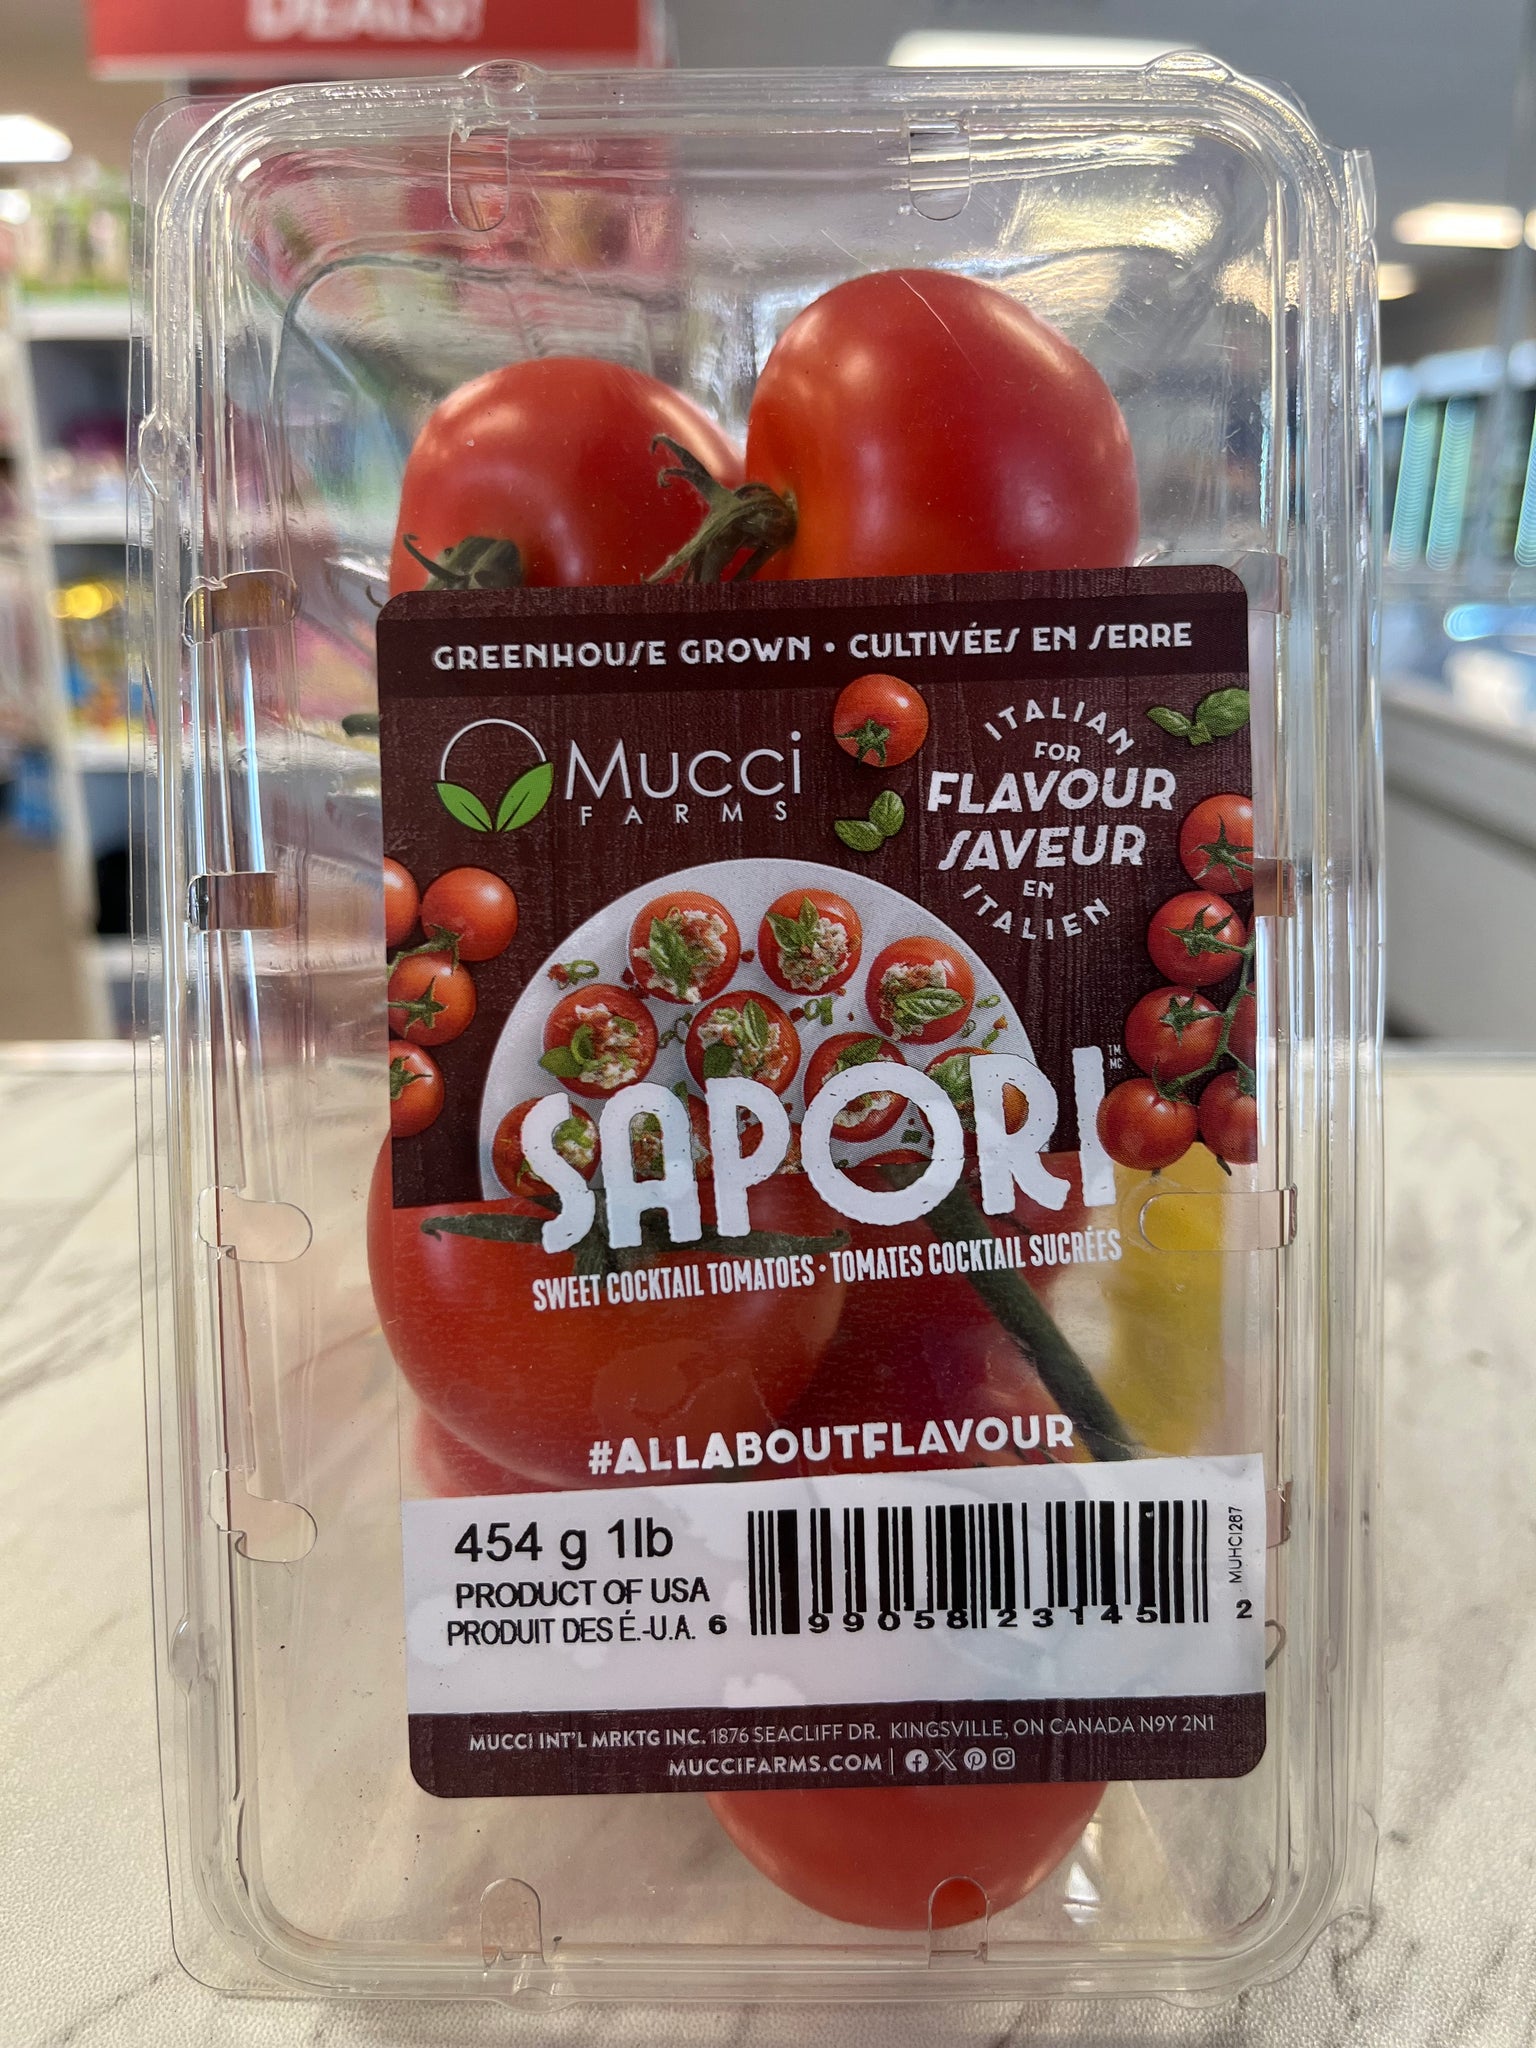 DEALS!
GREENHOUSE GROWN • CULTIVÉES EN SERRE
MUCCI
FARMS
ITALIAN
FOR
FLAVOUR
SAVEUR
EN
ITALIEN
SAPORI
TM
MC
SWEET COCKTAIL TOMATOES • TOMATES COCKTAIL SUCRÉES
#ALLABOUTFLAVOUR
454 g 1lb
PRODUCT OF USA
PRODUIT DES É.-U.A.
6 99058 23145 2
MUHCI267
MUCCI INT'L MRKTG INC. 1876 SEACLIFF DR. KINGSVILLE, ON CANADA N9Y 2N1
MUCCIFARMS.COM